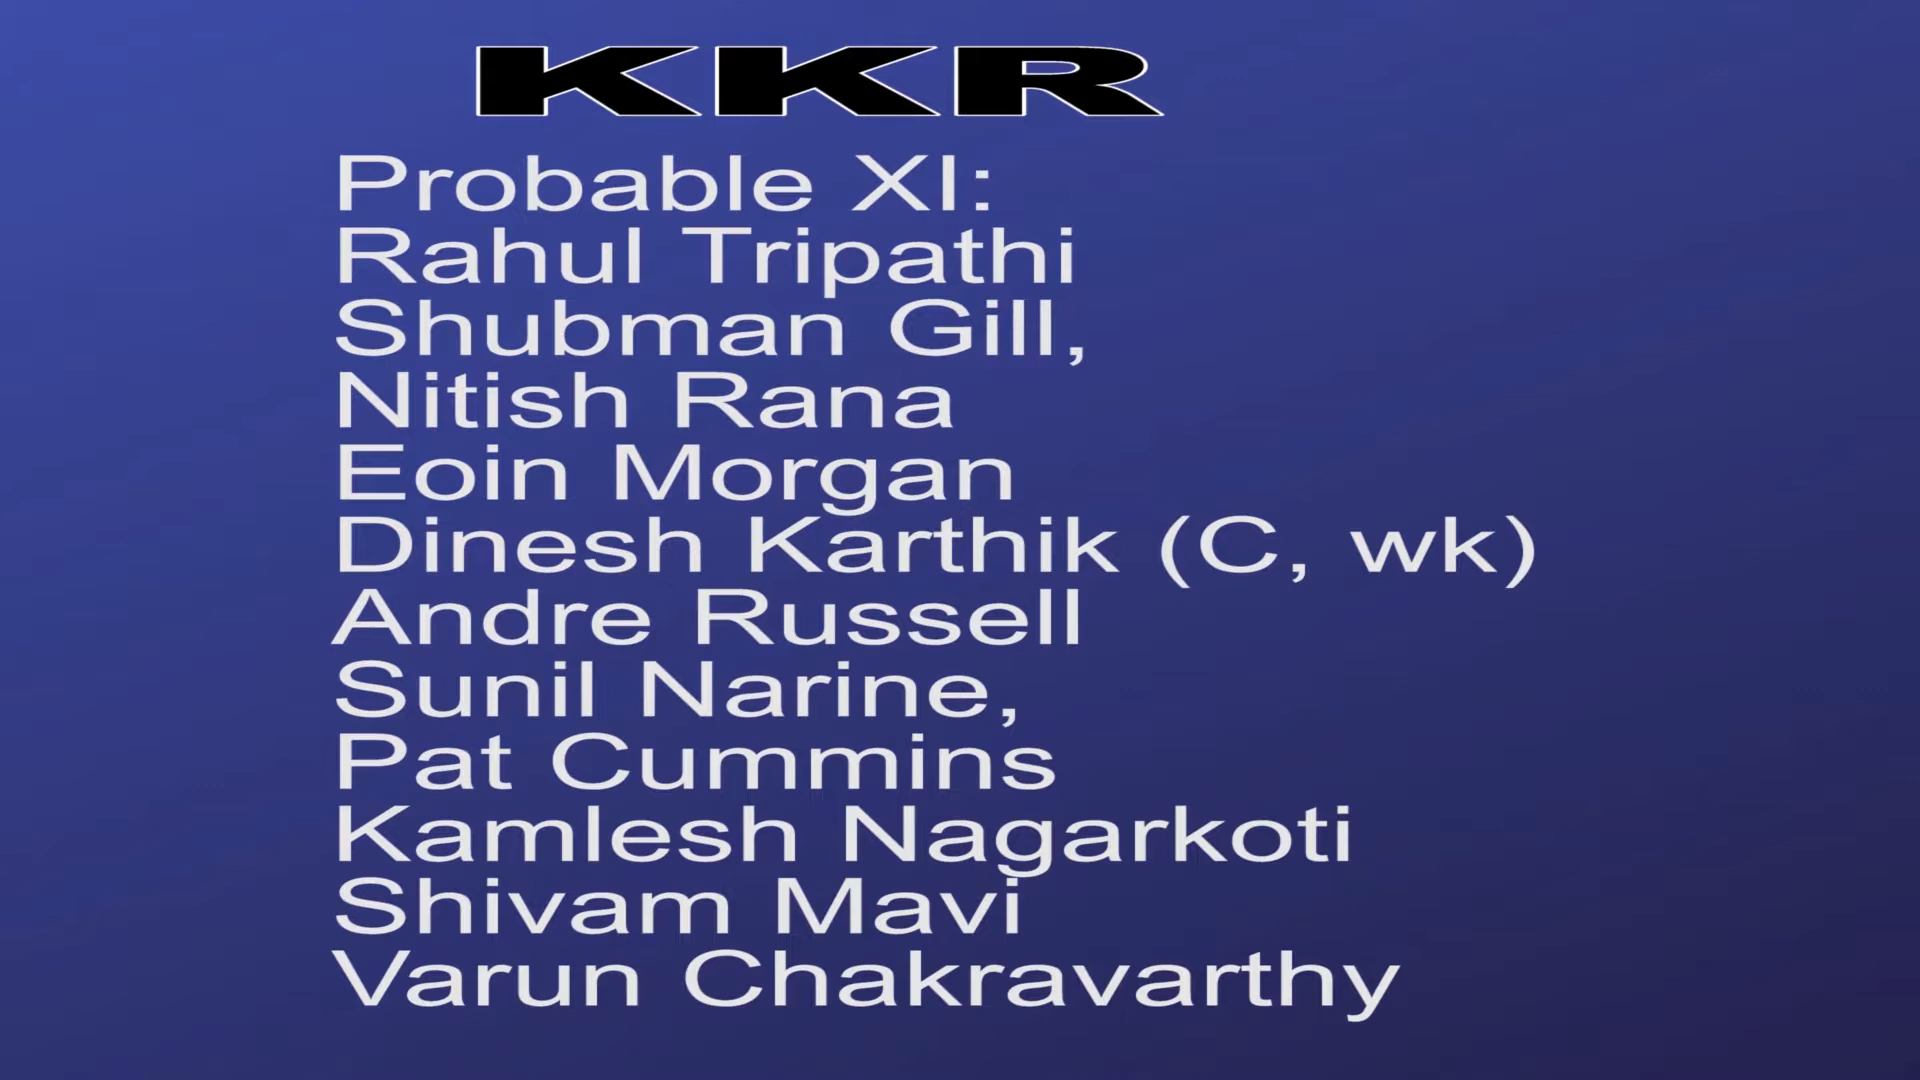 KKR
Probable XI:
Rahul Tripathi
Shubman Gill,
Nitish Rana
Eoin Morgan
Dinesh Karthik (C, wk)
Andre Russell
Sunil Narine,
Pat Cummins
Kamlesh Nagarkoti
Shivam Mavi
Varun Chakravarthy